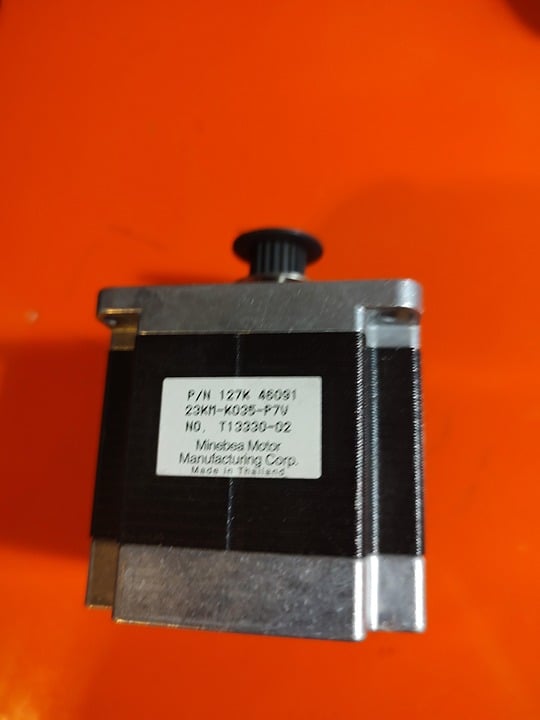 P/N 127K 46091
23KM-K035-P7V
NO. T13330-02
Minebea Motor
Manufacturing Corp.
Made in Thailand